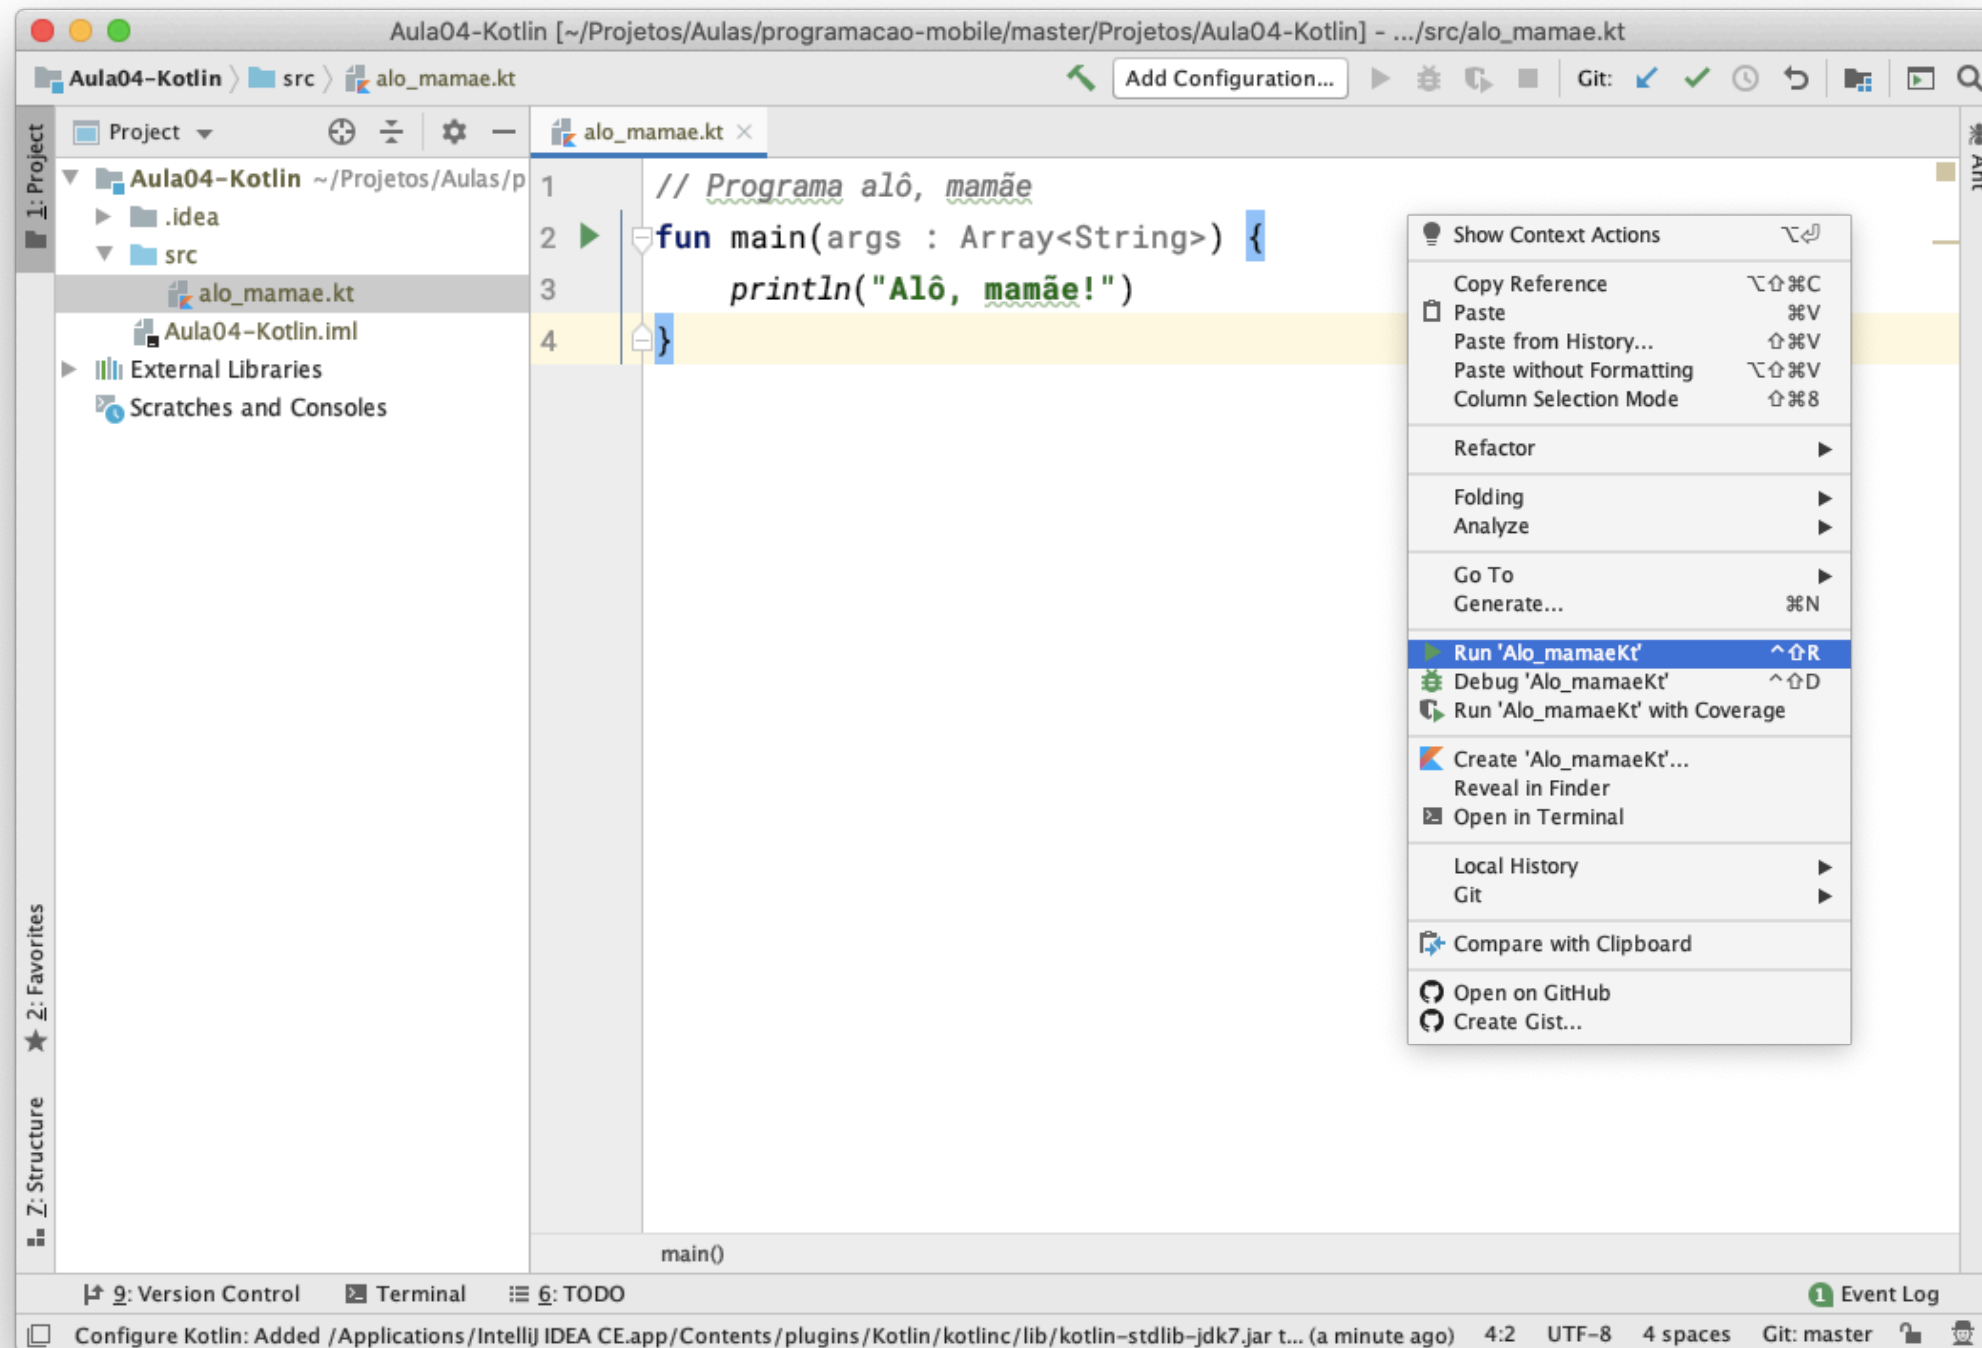 Aula04-Kotlin [~/Projetos/Aulas/programacao-mobile/master/Projetos/Aula04-Kotlin] - .../src/alo_mamae.kt
Aula04-Kotlin src alo_mamae.kt Add Configuration... Git:
1: Project
Project
alo_mamae.kt
Ant
Aula04-Kotlin ~/Projetos/Aulas/p
.idea
src
alo_mamae.kt
Aula04-Kotlin.iml
External Libraries
Scratches and Consoles
1 // Programa alô, mamãe
2 fun main(args : Array<String>) {
3 println("Alô, mamãe!")
4 }
Show Context Actions ⌥⏎
Copy Reference ⌥⇧⌘C
Paste ⌘V
Paste from History... ⇧⌘V
Paste without Formatting ⌥⇧⌘V
Column Selection Mode ⇧⌘8
Refactor
Folding
Analyze
Go To
Generate... ⌘N
Run 'Alo_mamaeKt' ^⇧R
Debug 'Alo_mamaeKt' ^⇧D
Run 'Alo_mamaeKt' with Coverage
Create 'Alo_mamaeKt'...
Reveal in Finder
Open in Terminal
Local History
Git
Compare with Clipboard
Open on GitHub
Create Gist...
2: Favorites
Z: Structure
main()
9: Version Control Terminal 6: TODO 1 Event Log
Configure Kotlin: Added /Applications/IntelliJ IDEA CE.app/Contents/plugins/Kotlin/kotlinc/lib/kotlin-stdlib-jdk7.jar t... (a minute ago) 4:2 UTF-8 4 spaces Git: master